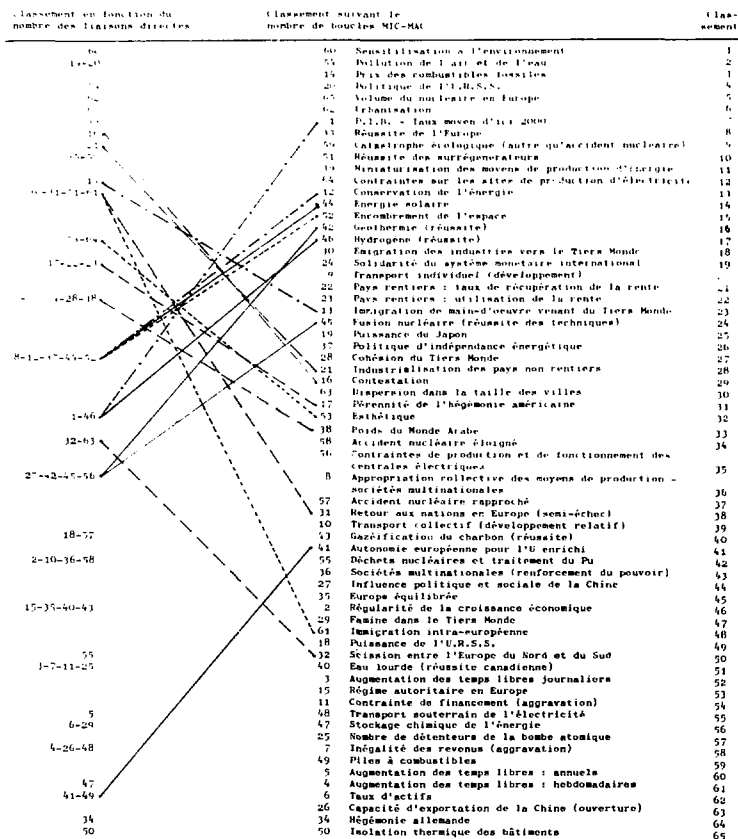 Classement en fonction du
nombre des liaisons directes
Classement suivant le
nombre de boucles MIC-MAC
Clas-
sement
60 Sensitilisation a l'environnement 1
Pollution de l'air et de l'eau 2
14 Prix des combustibles fossiles 3
20 Politique de l'U.R.S.S. 4
65 Volume du nucleaire en Europe 5
62 Urbanisation 6
1 P.I.B. - Taux moyen d'ici 2000 7
33 Réussite de l'Europe 8
59 Catastrophe écologique (autre qu'accident nucleaire) 9
51 Réussite des surrégenerateurs 10
39 Miniaturisation des moyens de production d'énergie 11
64 Contraintes sur les sites de production d'électricité 12
12 Conservation de l'énergie 13
44 Energie solaire 14
52 Encombrement de l'espace 15
42 Geothermie (réussite) 16
46 Hydrogène (réussite) 17
30 Emigration des industries vers le Tiers Monde 18
24 Solidarité du système monetaire international 19
9 Transport individuel (développement)
22 Pays rentiers : taux de récupération de la rente 21
23 Pays rentiers : utilisation de la rente 22
13 Immigration de main-d'oeuvre venant du Tiers Monde 23
45 Fusion nucléaire (réussite des techniques) 24
19 Puissance du Japon 25
37 Politique d'indépendance énergétique 26
28 Cohésion du Tiers Monde 27
21 Industrialisation des pays non rentiers 28
16 Contestation 29
63 Dispersion dans la taille des villes 30
17 Pérennité de l'hégémonie américaine 31
53 Esthétique 32
38 Poids du Monde Arabe 33
58 Accident nucléaire éloigné 34
56 Contraintes de production et de fonctionnement des
centrales électriques 35
8 Appropriation collective des moyens de production -
sociétés multinationales 36
57 Accident nucléaire rapproché 37
31 Retour aux nations en Europe (semi-échec) 38
10 Transport collectif (développement relatif) 39
43 Gazéification du charbon (réussite) 40
41 Autonomie européenne pour l'U enrichi 41
55 Déchets nucléaires et traitement du Pu 42
36 Sociétés multinationales (renforcement du pouvoir) 43
27 Influence politique et sociale de la Chine 44
35 Europe équilibrée 45
2 Régularité de la croissance économique 46
29 Famine dans le Tiers Monde 47
61 Immigration intra-européenne 48
18 Puissance de l'U.R.S.S. 49
32 Scission entre l'Europe du Nord et du Sud 50
40 Eau lourde (réussite canadienne) 51
3 Augmentation des temps libres journaliers 52
15 Régime autoritaire en Europe 53
11 Contrainte de financement (aggravation) 54
48 Transport souterrain de l'électricité 55
47 Stockage chimique de l'énergie 56
25 Nombre de détenteurs de la bombe atomique 57
7 Inégalité des revenus (aggravation) 58
49 Piles à combustibles 59
5 Augmentation des temps libres : annuels 60
4 Augmentation des temps libres : hebdomadaires 61
6 Taux d'actifs 62
26 Capacité d'exportation de la Chine (ouverture) 63
34 Hégémonie allemande 64
50 Isolation thermique des bâtiments 65
1-46
32-63
27-42-45-56
18-57
2-10-36-58
15-35-40-43
55
3-7-11-25
5
6-29
4-26-48
47
41-49
34
50